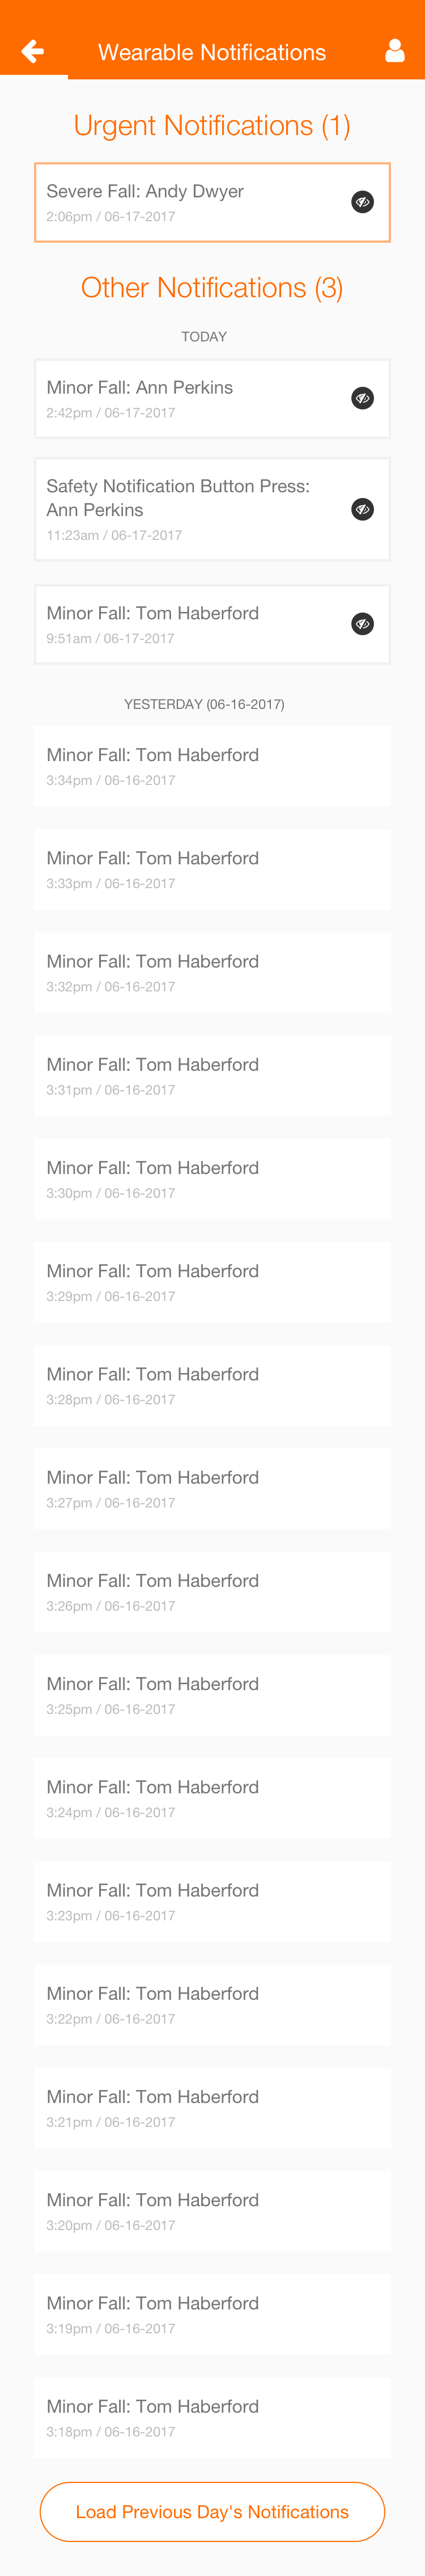 Wearable Notifications
Urgent Notifications (1)
Severe Fall: Andy Dwyer
2:06pm / 06-17-2017
Other Notifications (3)
TODAY
Minor Fall: Ann Perkins
2:42pm / 06-17-2017
Safety Notification Button Press:
Ann Perkins
11:23am / 06-17-2017
Minor Fall: Tom Haberford
9:51am / 06-17-2017
YESTERDAY (06-16-2017)
Minor Fall: Tom Haberford
3:34pm / 06-16-2017
Minor Fall: Tom Haberford
3:33pm / 06-16-2017
Minor Fall: Tom Haberford
3:32pm / 06-16-2017
Minor Fall: Tom Haberford
3:31pm / 06-16-2017
Minor Fall: Tom Haberford
3:30pm / 06-16-2017
Minor Fall: Tom Haberford
3:29pm / 06-16-2017
Minor Fall: Tom Haberford
3:28pm / 06-16-2017
Minor Fall: Tom Haberford
3:27pm / 06-16-2017
Minor Fall: Tom Haberford
3:26pm / 06-16-2017
Minor Fall: Tom Haberford
3:25pm / 06-16-2017
Minor Fall: Tom Haberford
3:24pm / 06-16-2017
Minor Fall: Tom Haberford
3:23pm / 06-16-2017
Minor Fall: Tom Haberford
3:22pm / 06-16-2017
Minor Fall: Tom Haberford
3:21pm / 06-16-2017
Minor Fall: Tom Haberford
3:20pm / 06-16-2017
Minor Fall: Tom Haberford
3:19pm / 06-16-2017
Minor Fall: Tom Haberford
3:18pm / 06-16-2017
Load Previous Day's Notifications